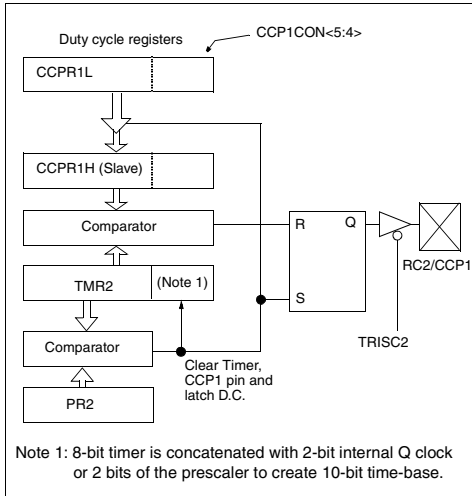 Duty cycle registers
CCP1CON<5:4>
CCPR1L
CCPR1H (Slave)
Comparator
R
Q
RC2/CCP1
TMR2
(Note 1)
S
TRISC2
Comparator
Clear Timer,
CCP1 pin and
latch D.C.
PR2
Note 1: 8-bit timer is concatenated with 2-bit internal Q clock
or 2 bits of the prescaler to create 10-bit time-base.